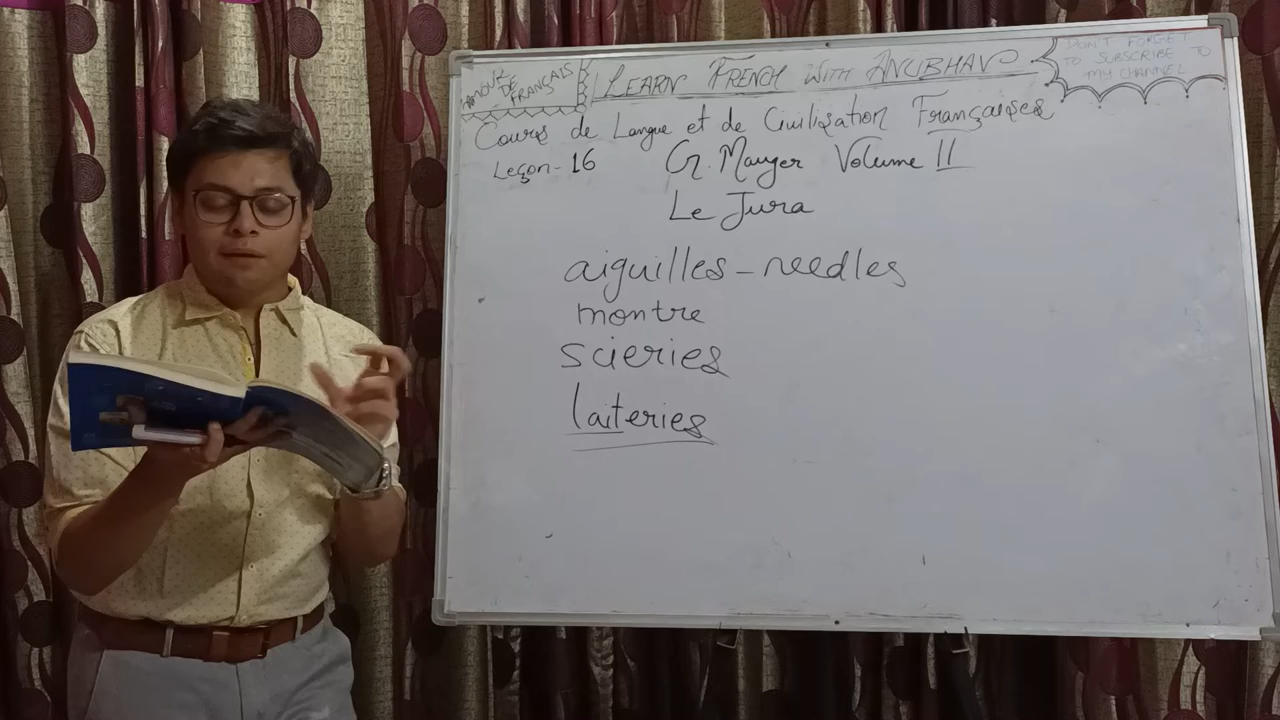 AMOUR
DE
FRANÇAIS
LEARN FRENCH WITH ANUBHAV
DON'T FORGET
TO SUBSCRIBE TO
MY CHANNEL
Cours de Langue et de Civilisation Françaises
Leçon-16 G. Mauger Volume II
Le Jura
aiguilles - needles
montre
scieries
laiteries